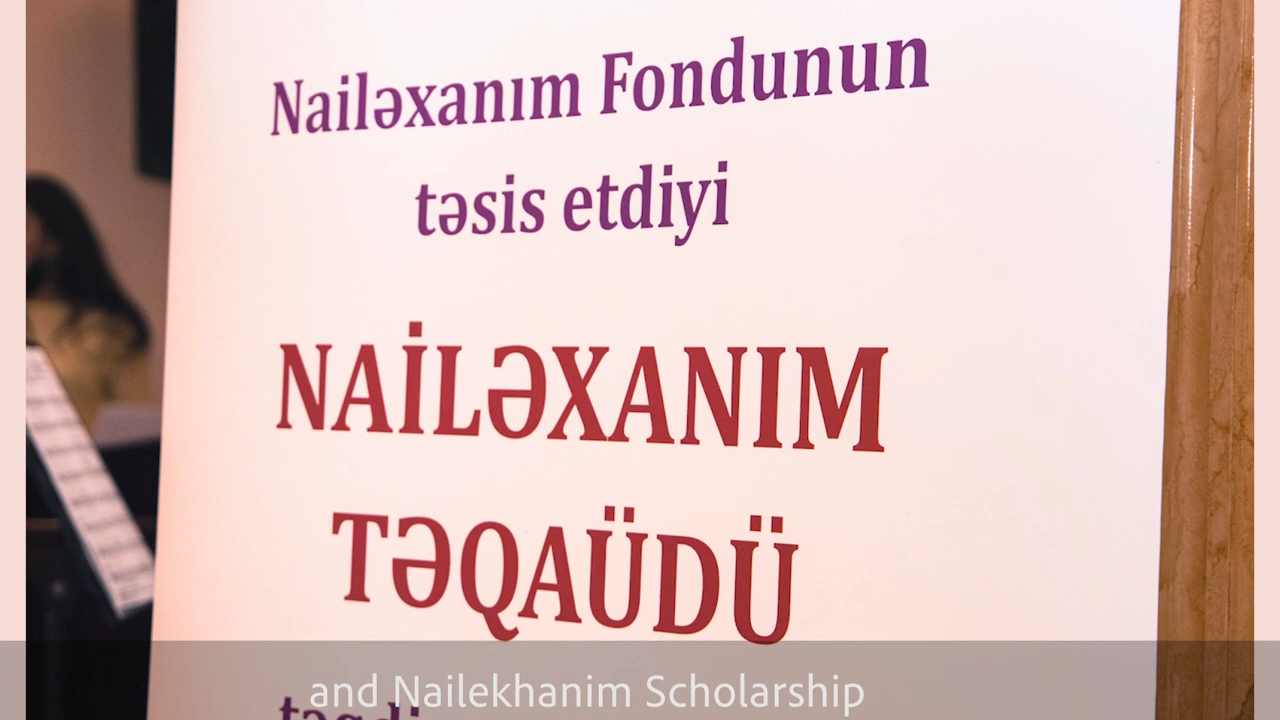 Nailəxanım Fondunun
təsis etdiyi
NAİLƏXANIM
TƏQAÜDÜ
and Nailekhanim Scholarship